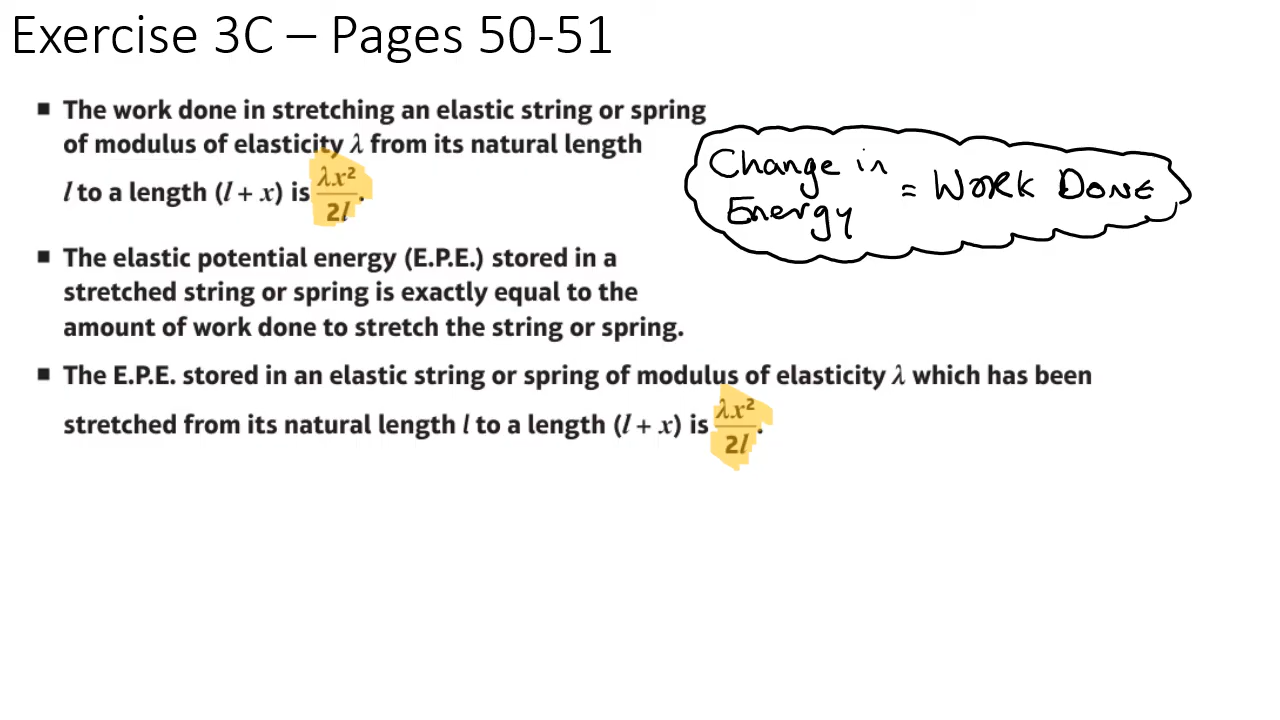 Exercise 3C – Pages 50-51
■ The work done in stretching an elastic string or spring
of modulus of elasticity λ from its natural length
l to a length (l + x) is λx²/2l.
Change in
Energy = WORK DONE
■ The elastic potential energy (E.P.E.) stored in a
stretched string or spring is exactly equal to the
amount of work done to stretch the string or spring.
■ The E.P.E. stored in an elastic string or spring of modulus of elasticity λ which has been
stretched from its natural length l to a length (l + x) is λx²/2l.